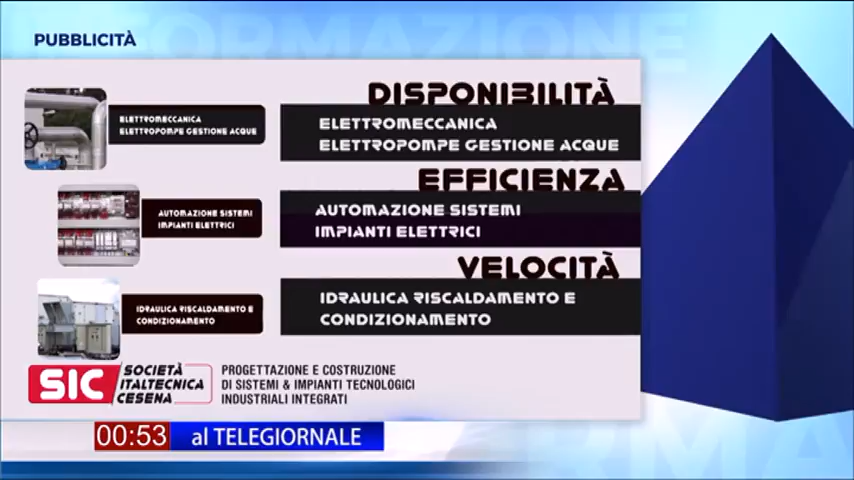 INFORMAZIONE
PUBBLICITÀ
DISPONIBILITÀ
ELETTROMECCANICA
ELETTROPOMPE GESTIONE ACQUE
ELETTROMECCANICA
ELETTROPOMPE GESTIONE ACQUE
EFFICIENZA
AUTOMAZIONE SISTEMI
IMPIANTI ELETTRICI
AUTOMAZIONE SISTEMI
IMPIANTI ELETTRICI
VELOCITÀ
IDRAULICA RISCALDAMENTO E
CONDIZIONAMENTO
IDRAULICA RISCALDAMENTO E
CONDIZIONAMENTO
SIC
SOCIETÀ
ITALTECNICA
CESENA
PROGETTAZIONE E COSTRUZIONE
DI SISTEMI & IMPIANTI TECNOLOGICI
INDUSTRIALI INTEGRATI
00:53 al TELEGIORNALE